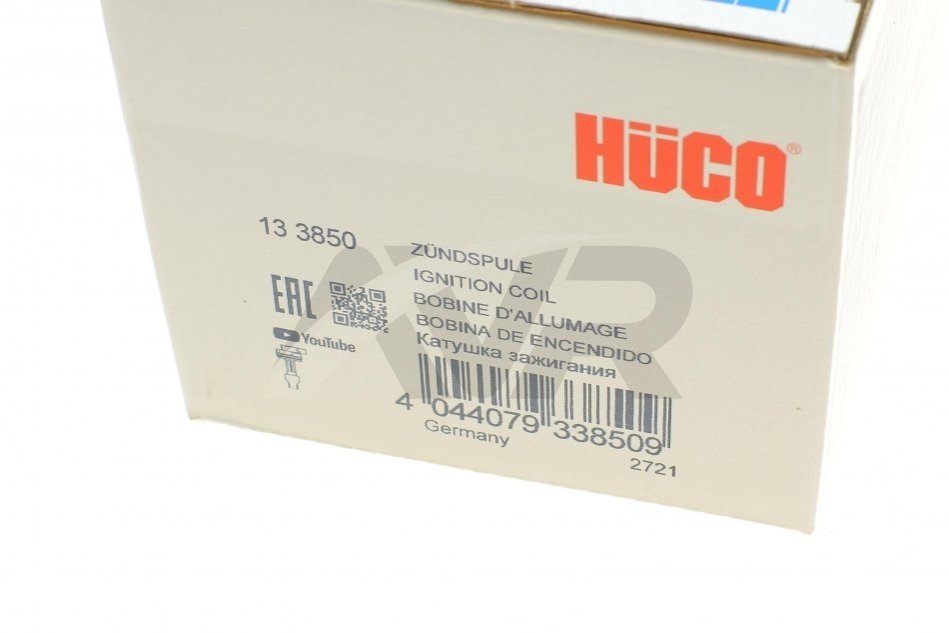 HÜCO®
13 3850
ZÜNDSPULE
IGNITION COIL
BOBINE D'ALLUMAGE
BOBINA DE ENCENDIDO
Катушка зажигания
EAC
YouTube
4 044079 338509
Germany
2721
AVR